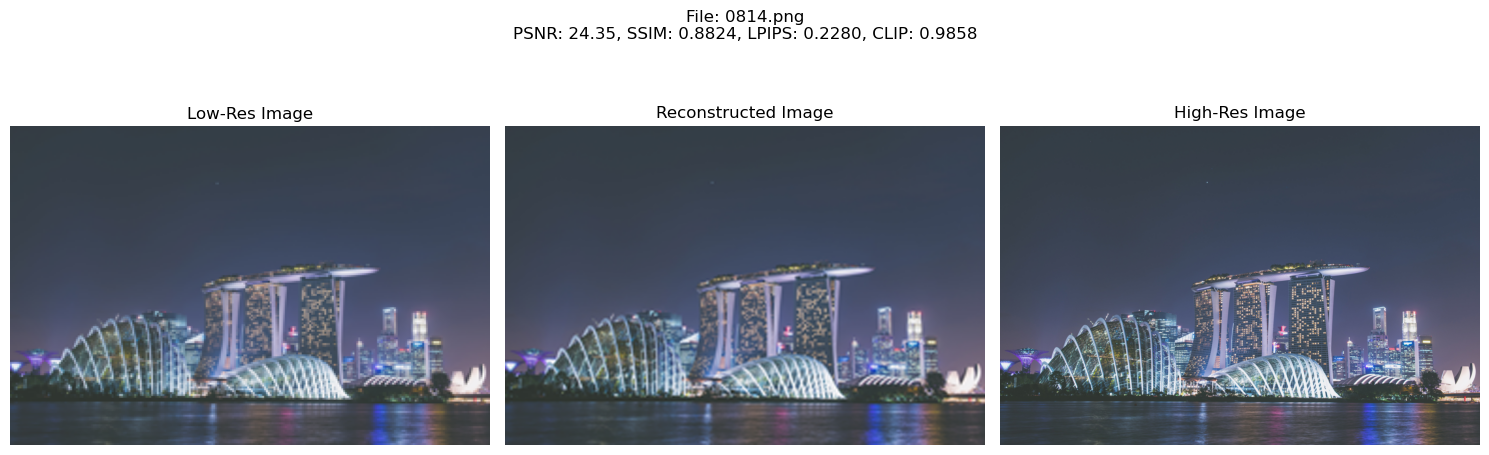 File: 0814.png
PSNR: 24.35, SSIM: 0.8824, LPIPS: 0.2280, CLIP: 0.9858
Low-Res Image
Reconstructed Image
High-Res Image